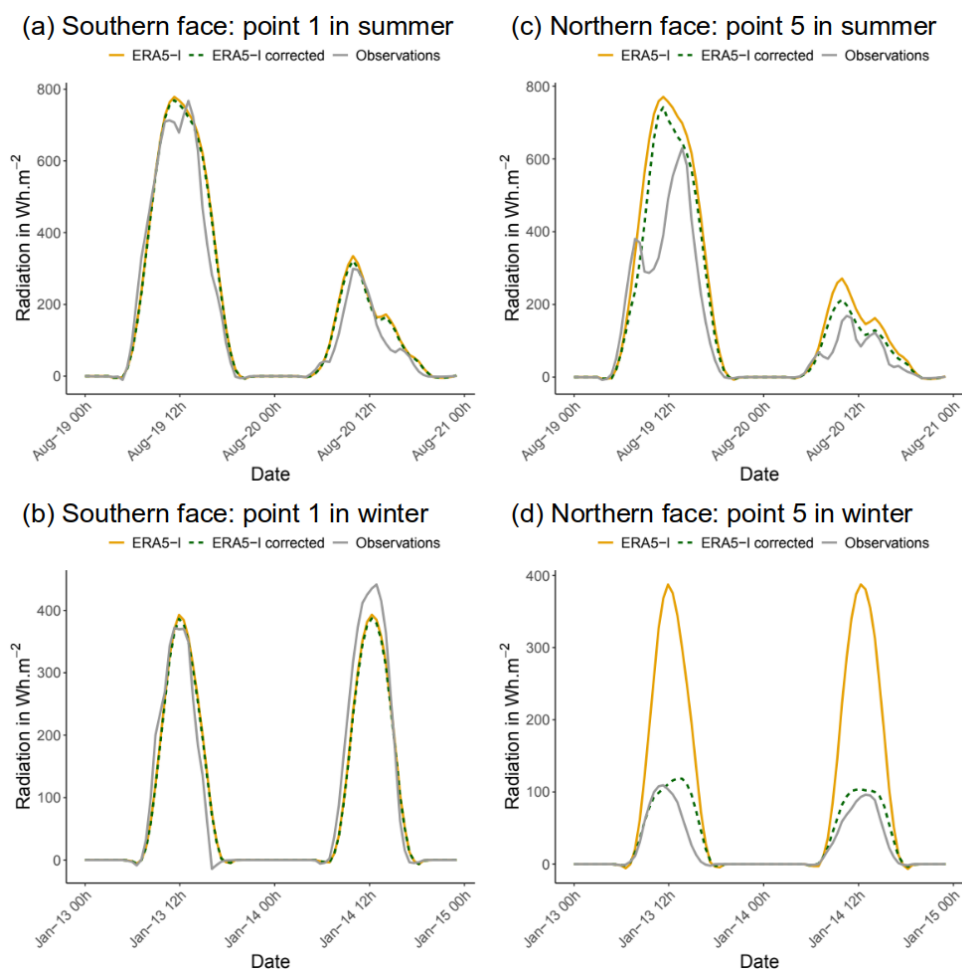 (a) Southern face: point 1 in summer
ERA5-l ERA5-l corrected Observations
Radiation in Wh.m⁻²
800
600
400
200
0
Aug-19 00h
Aug-19 12h
Aug-20 00h
Aug-20 12h
Aug-21 00h
Date
(c) Northern face: point 5 in summer
ERA5-l ERA5-l corrected Observations
Radiation in Wh.m⁻²
800
600
400
200
0
Aug-19 00h
Aug-19 12h
Aug-20 00h
Aug-20 12h
Aug-21 00h
Date
(b) Southern face: point 1 in winter
ERA5-l ERA5-l corrected Observations
Radiation in Wh.m⁻²
400
300
200
100
0
Jan-13 00h
Jan-13 12h
Jan-14 00h
Jan-14 12h
Jan-15 00h
Date
(d) Northern face: point 5 in winter
ERA5-l ERA5-l corrected Observations
Radiation in Wh.m⁻²
400
300
200
100
0
Jan-13 00h
Jan-13 12h
Jan-14 00h
Jan-14 12h
Jan-15 00h
Date